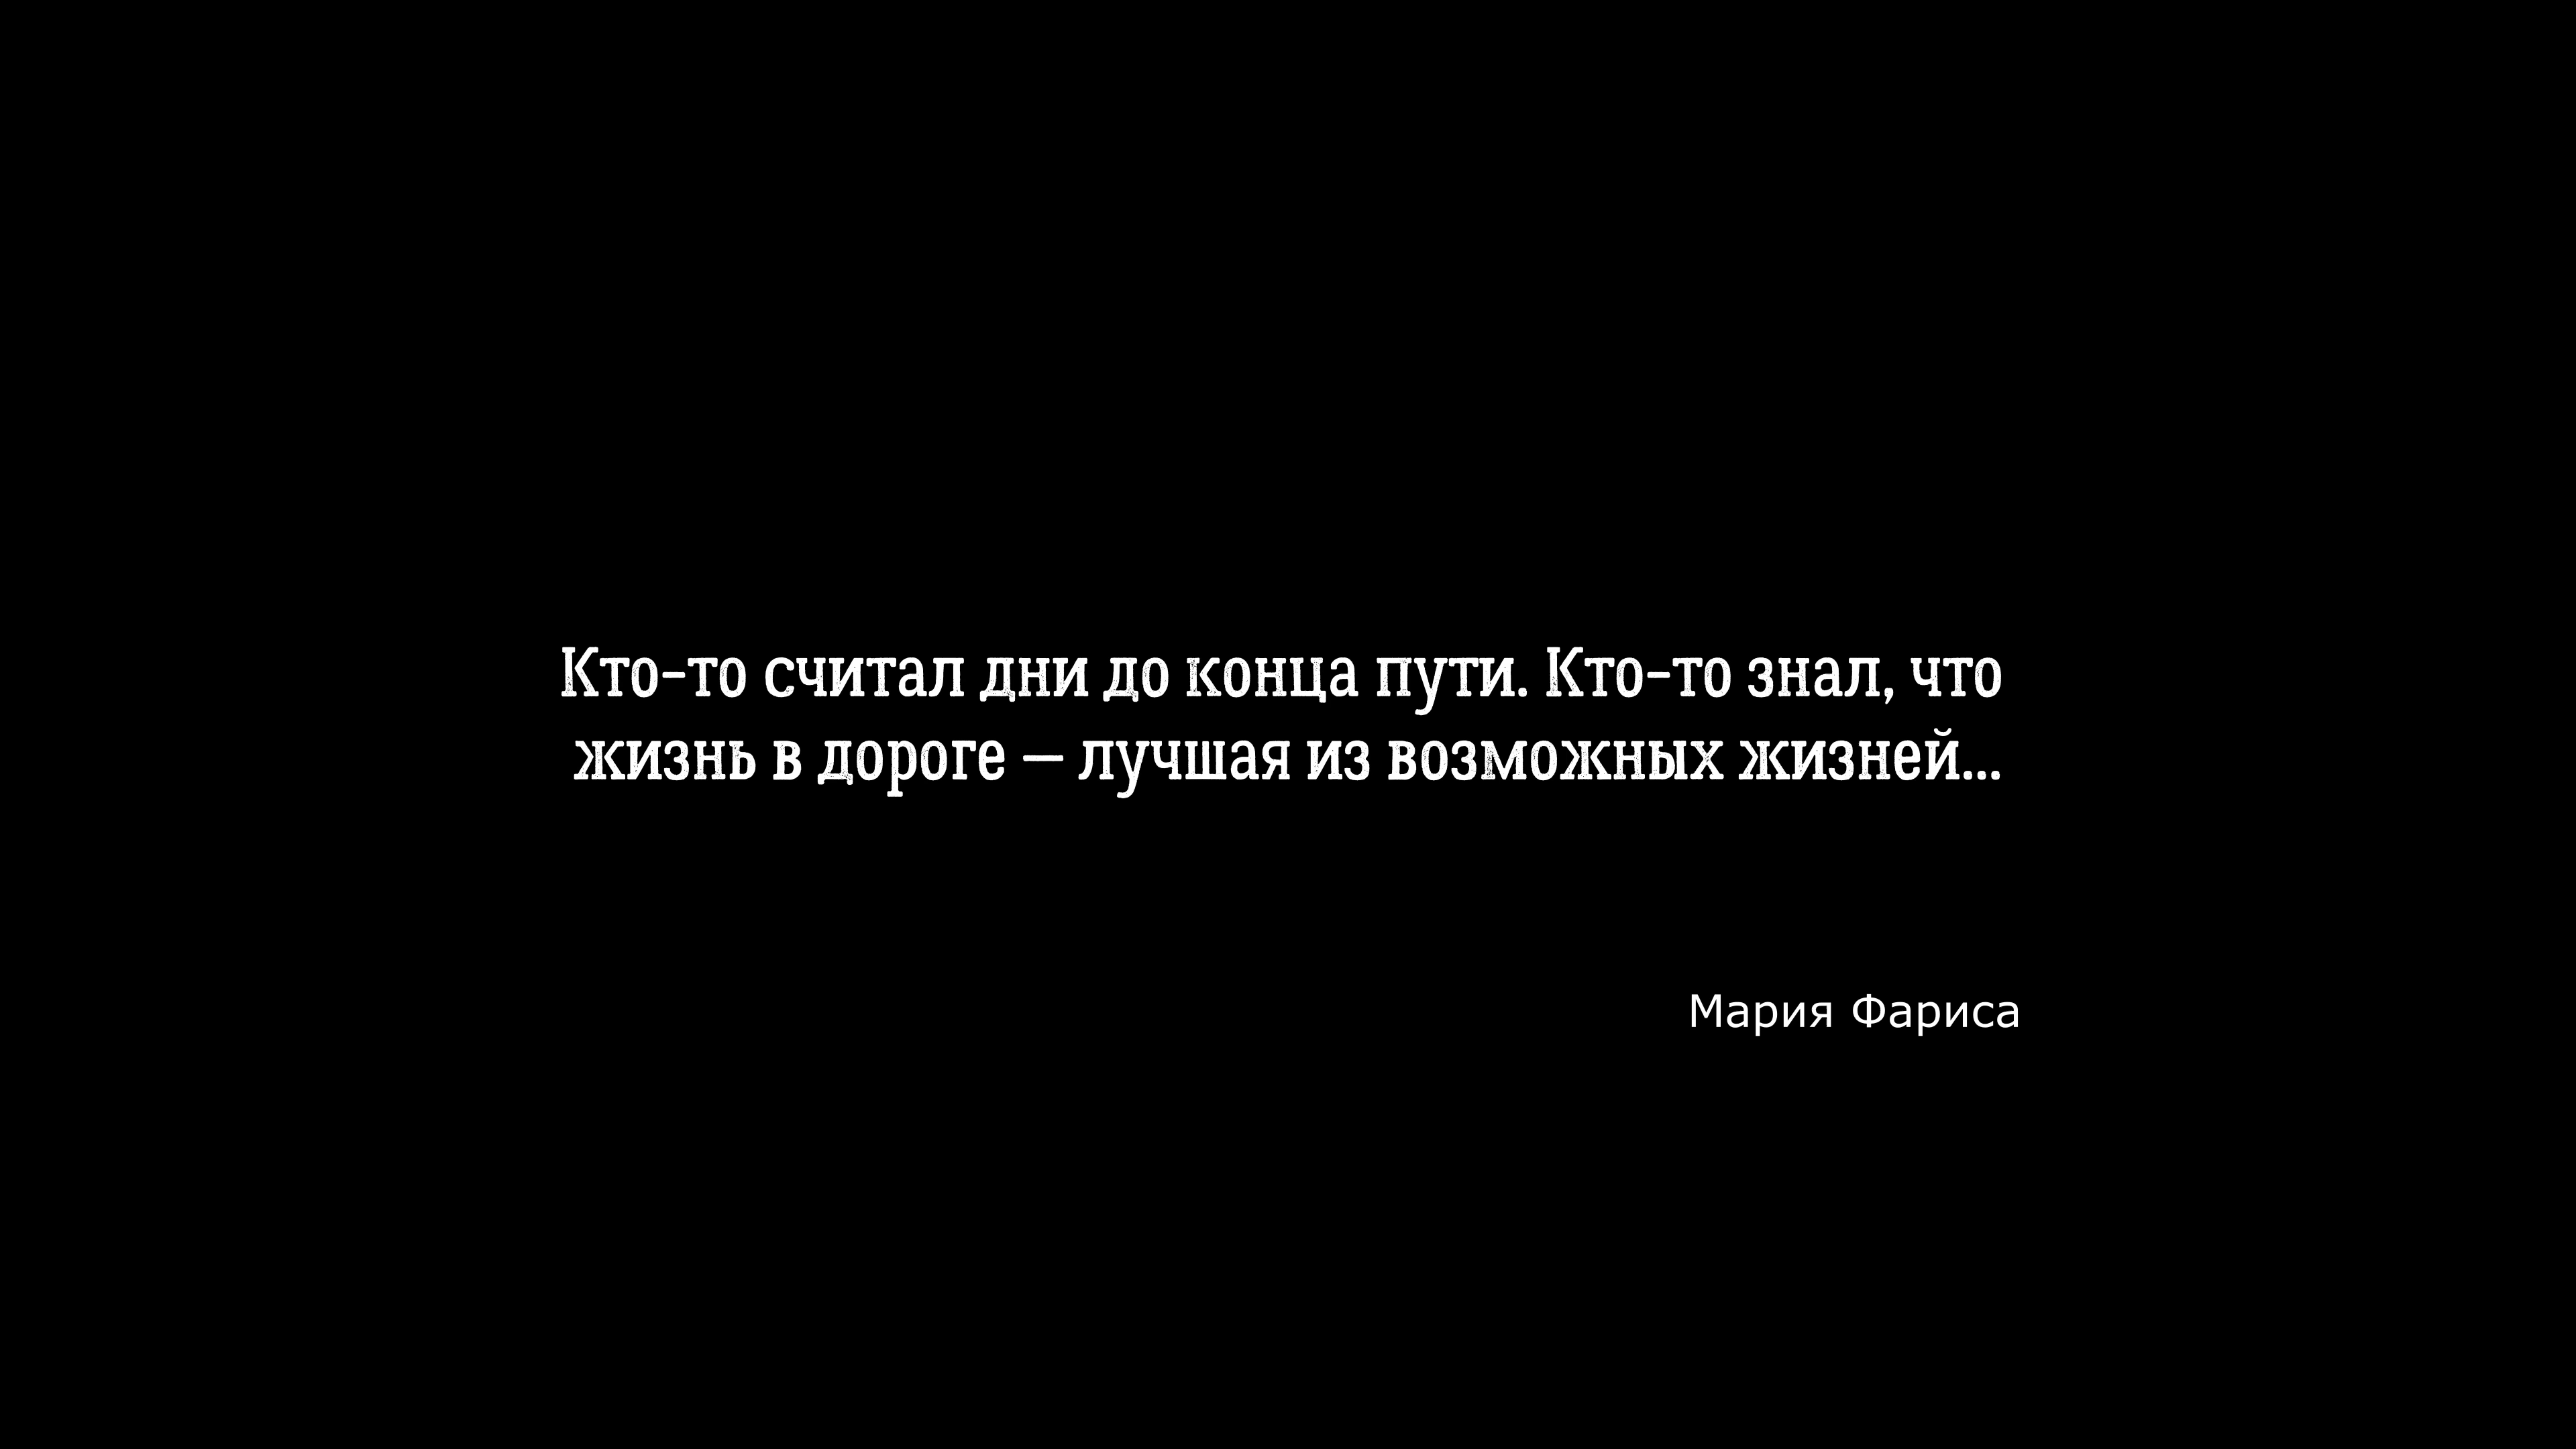 Кто-то считал дни до конца пути. Кто-то знал, что
жизнь в дороге — лучшая из возможных жизней...
Мария Фариса